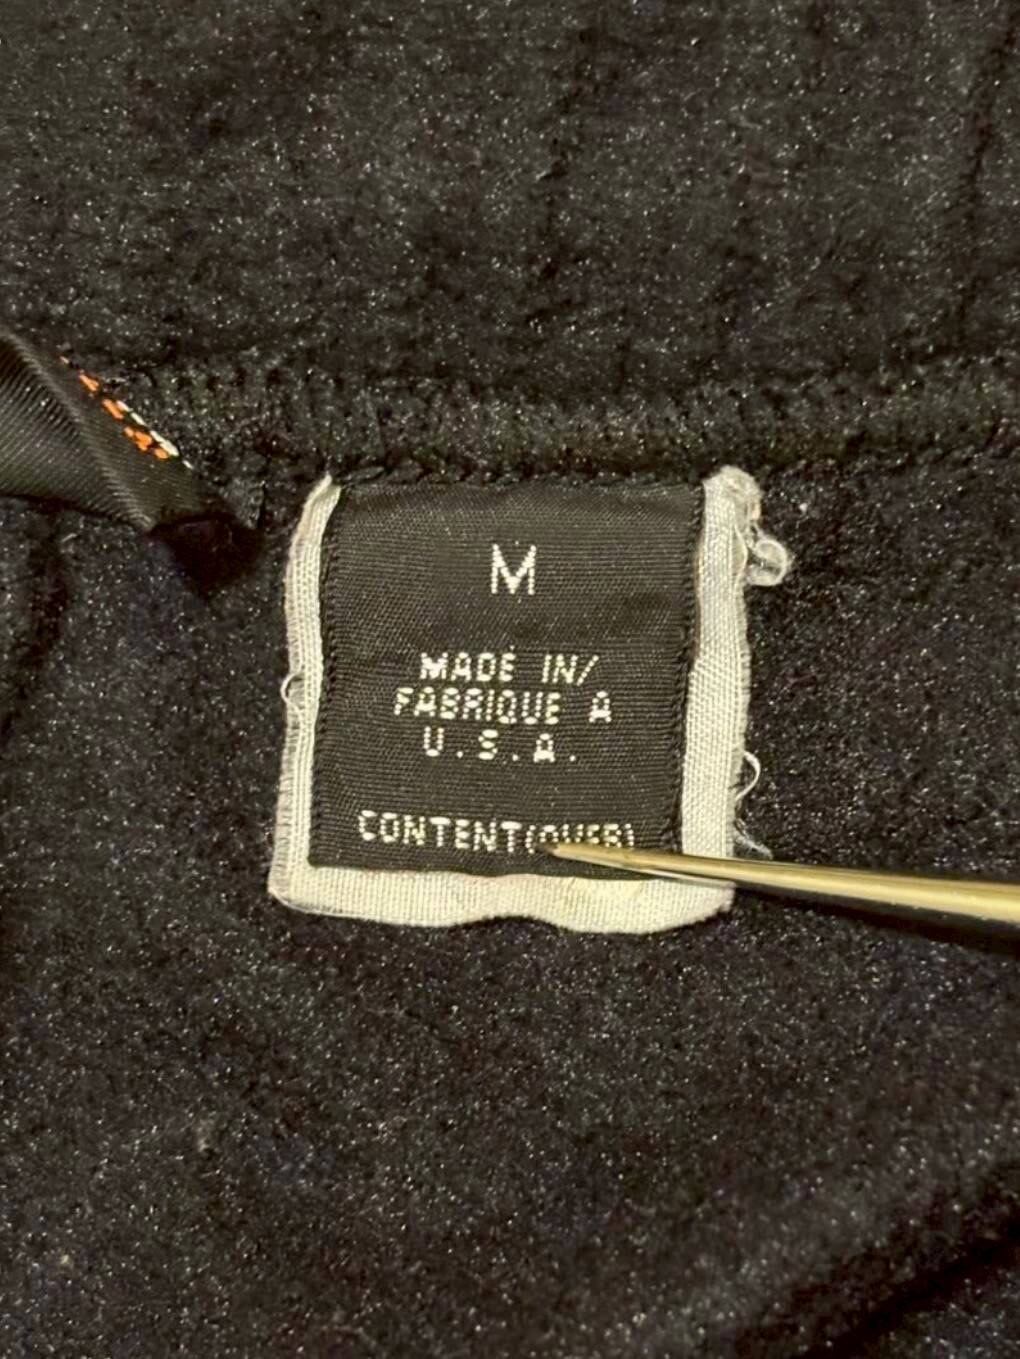 M
MADE IN/
FABRIQUE A
U.S.A.
CONTENT(OVER)